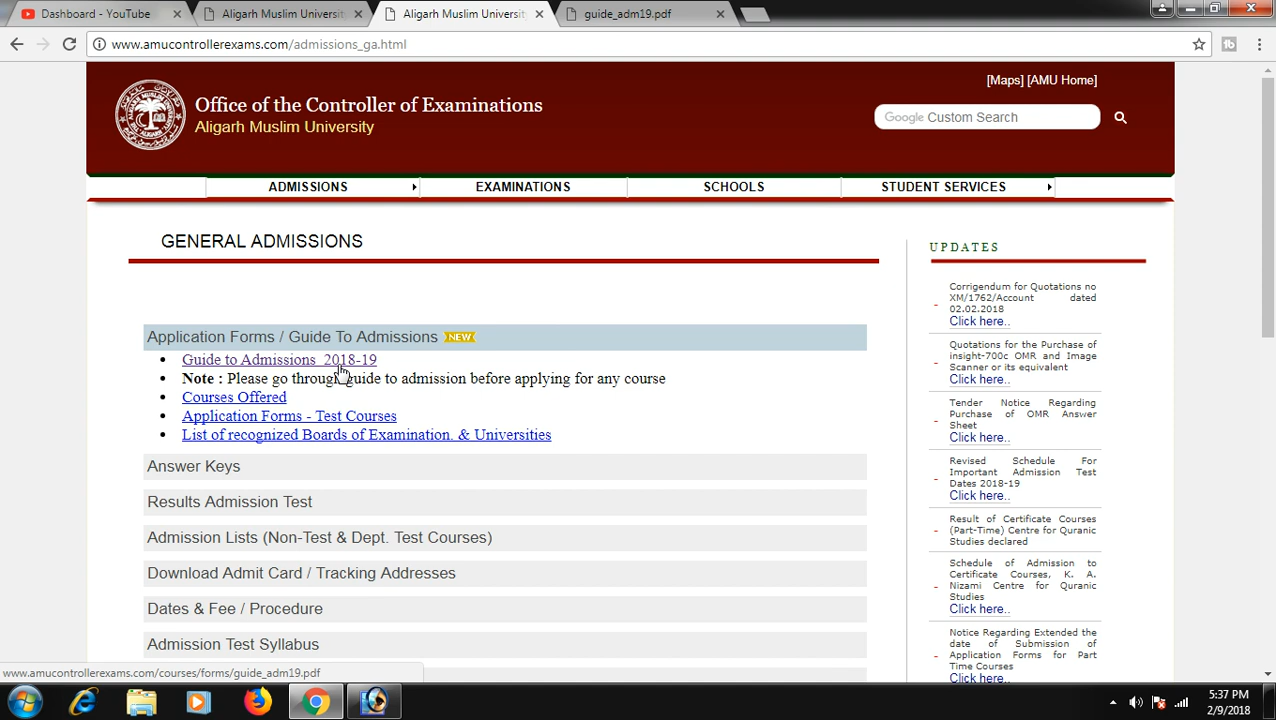 Dashboard - YouTube
Aligarh Muslim Universit
Aligarh Muslim Universit
guide_adm19.pdf
www.amucontrollerexams.com/admissions_ga.html
[Maps] [AMU Home]
Office of the Controller of Examinations
Aligarh Muslim University
Google Custom Search
ADMISSIONS
EXAMINATIONS
SCHOOLS
STUDENT SERVICES
GENERAL ADMISSIONS
Application Forms / Guide To Admissions NEW
Guide to Admissions 2018-19
Note : Please go through guide to admission before applying for any course
Courses Offered
Application Forms - Test Courses
List of recognized Boards of Examination. & Universities
Answer Keys
Results Admission Test
Admission Lists (Non Test & Dept. Test Courses)
Download Admit Card / Tracking Addresses
Dates & Fee / Procedure
Admission Test Syllabus
UPDATES
Corrigendum for Quotations no
XM/1762/Account dated
02.02.2018
Click here..
Quotations for the Purchase of
insight-700c OMR and Image
Scanner or its equivalent
Click here..
Tender Notice Regarding
Purchase of OMR Answer
Sheet
Click here..
Revised Schedule For
Important Admission Test
Dates 2018-19
Click here..
Result of Certificate Courses
(Part-Time) Centre for Quranic
Studies declared
Schedule of Admission to
Certificate Courses, K. A.
Nizami Centre for Quranic
Studies
Click here..
Notice Regarding Extended the
date of Submission of
Application Forms for Part
Time Courses
Click here..
www.amucontrollerexams.com/courses/forms/guide_adm19.pdf
5:37 PM
2/9/2018